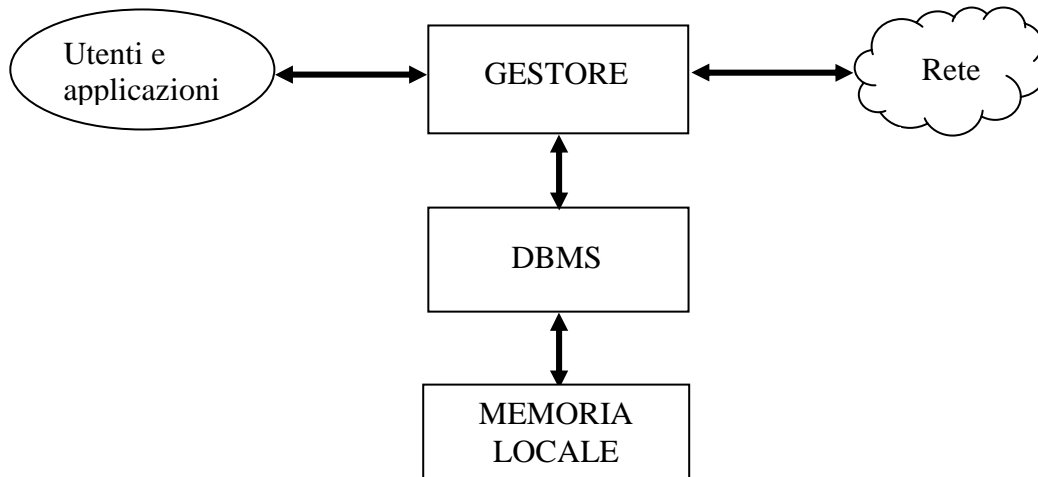 Utenti e
applicazioni
GESTORE
Rete
DBMS
MEMORIA
LOCALE